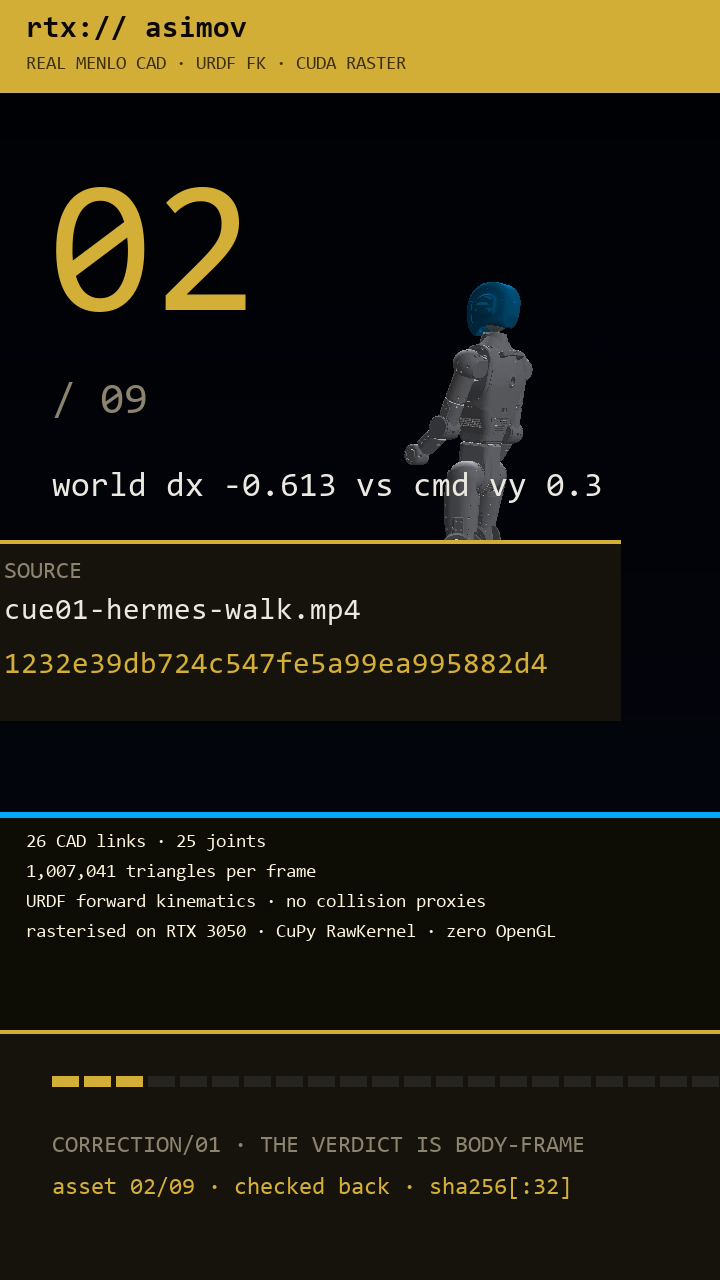 rtx:// asimov
REAL MENLO CAD · URDF FK · CUDA RASTER
02
/ 09
world dx -0.613 vs cmd vy 0.3
SOURCE
cue01-hermes-walk.mp4
1232e39db724c547fe5a99ea995882d4
26 CAD links · 25 joints
1,007,041 triangles per frame
URDF forward kinematics · no collision proxies
rasterised on RTX 3050 · CuPy RawKernel · zero OpenGL
CORRECTION/01 · THE VERDICT IS BODY-FRAME
asset 02/09 · checked back · sha256[:32]